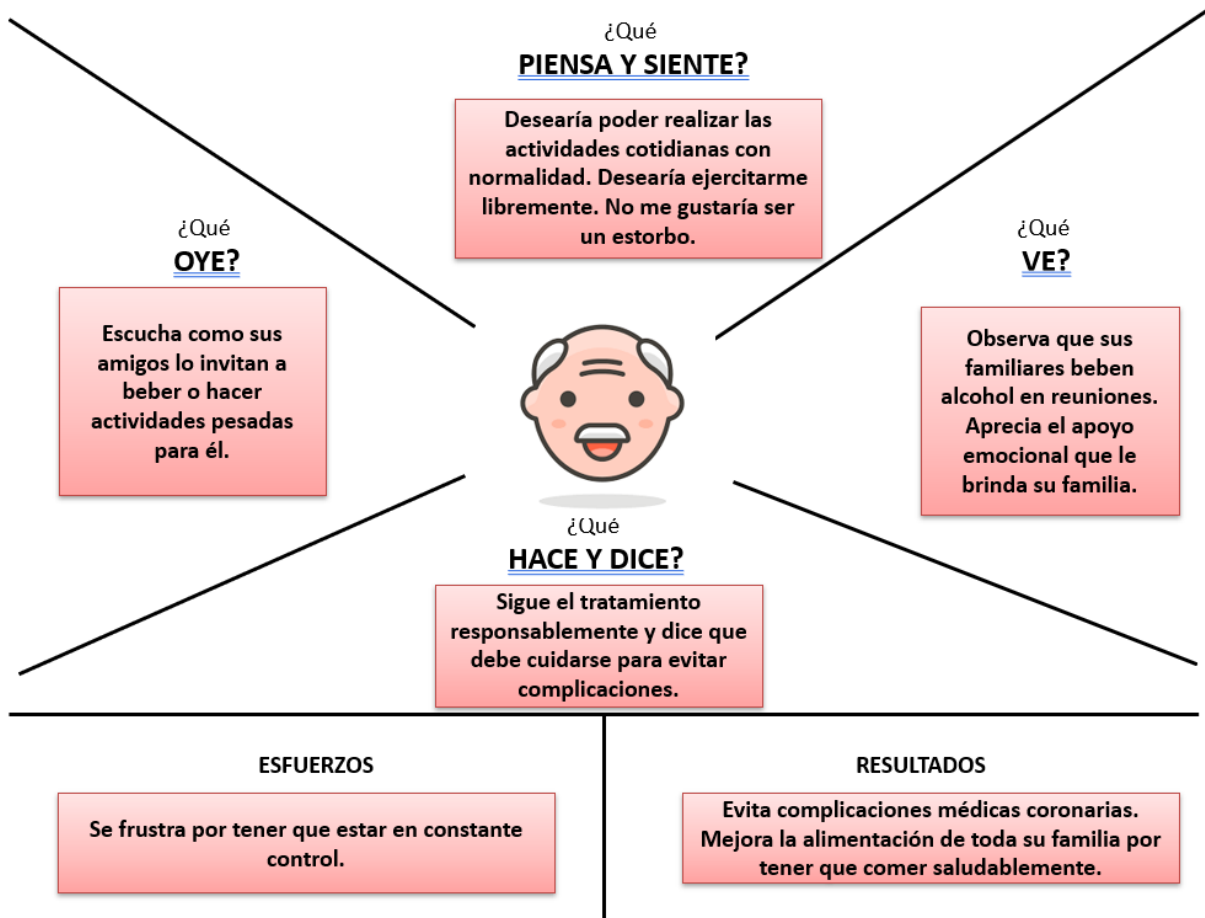 ¿Qué
PIENSA Y SIENTE?
Desearía poder realizar las
actividades cotidianas con
normalidad. Desearía ejercitarme
libremente. No me gustaría ser
un estorbo.
¿Qué
OYE?
Escucha como sus
amigos lo invitan a
beber o hacer
actividades pesadas
para él.
¿Qué
VE?
Observa que sus
familiares beben
alcohol en reuniones.
Aprecia el apoyo
emocional que le
brinda su familia.
¿Qué
HACE Y DICE?
Sigue el tratamiento
responsablemente y dice que
debe cuidarse para evitar
complicaciones.
ESFUERZOS
Se frustra por tener que estar en constante
control.
RESULTADOS
Evita complicaciones médicas coronarias.
Mejora la alimentación de toda su familia por
tener que comer saludablemente.